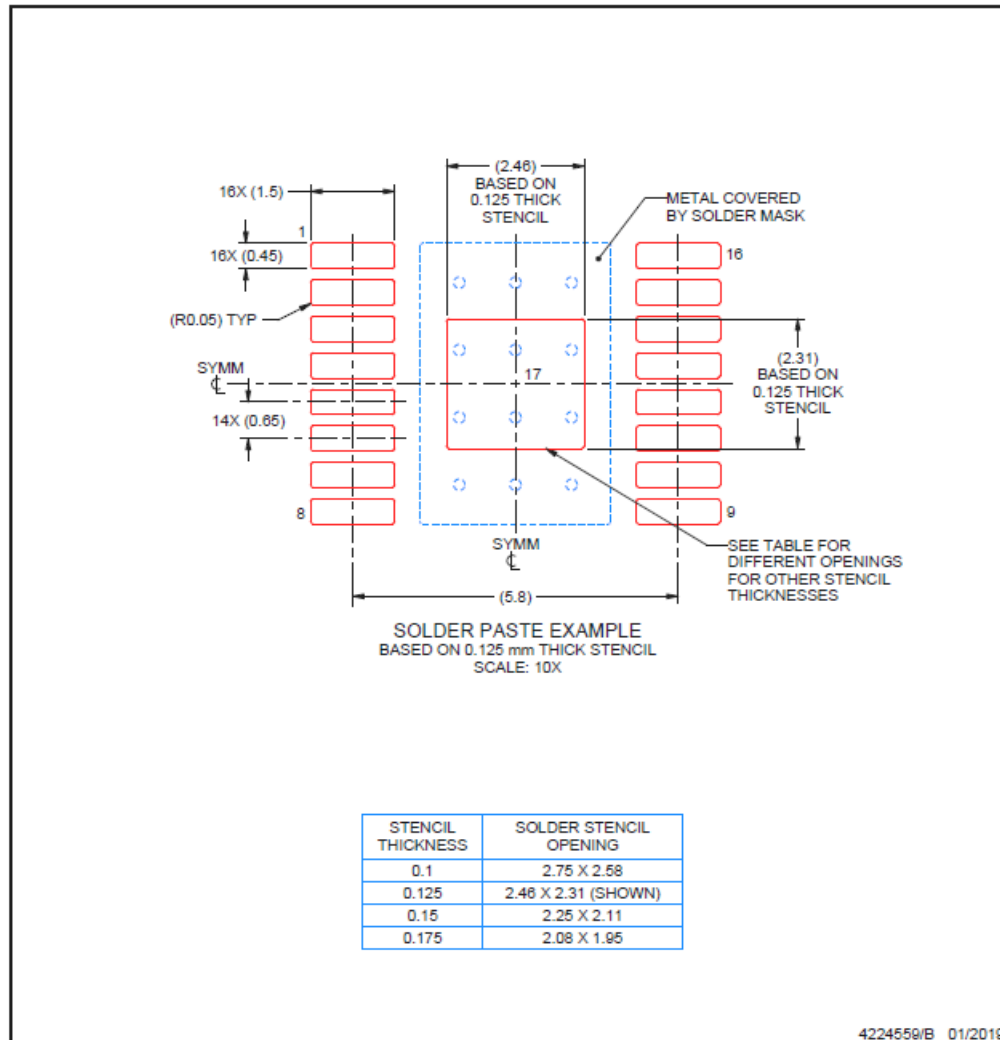 (2.46)
BASED ON
0.125 THICK
STENCIL
16X (1.5)
METAL COVERED
BY SOLDER MASK
1
16
16X (0.45)
(R0.05) TYP
SYMM
℄
17
(2.31)
BASED ON
0.125 THICK
STENCIL
14X (0.65)
8
9
SYMM
℄
SEE TABLE FOR
DIFFERENT OPENINGS
FOR OTHER STENCIL
THICKNESSES
(5.8)
SOLDER PASTE EXAMPLE
BASED ON 0.125 mm THICK STENCIL
SCALE: 10X
STENCIL THICKNESS SOLDER STENCIL OPENING
0.1 2.75 X 2.58
0.125 2.46 X 2.31 (SHOWN)
0.15 2.25 X 2.11
0.175 2.08 X 1.95
4224559/B 01/2019